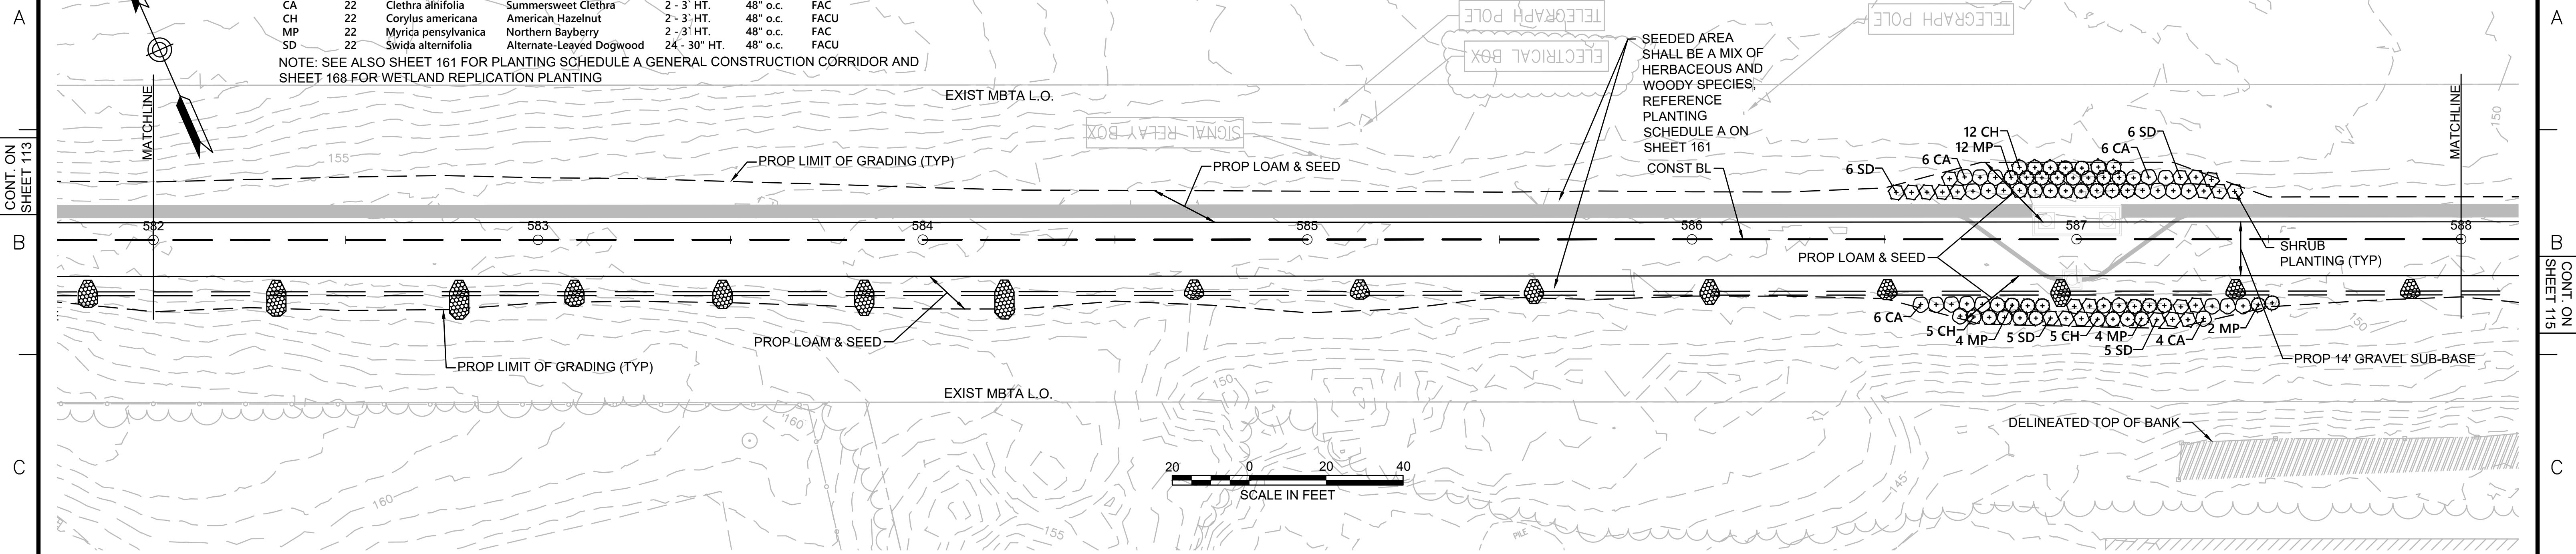 CA 22 Clethra alnifolia Summersweet Clethra 2 - 3' HT. 48" o.c. FAC
CH 22 Corylus americana American Hazelnut 2 - 3' HT. 48" o.c. FACU
MP 22 Myrica pensylvanica Northern Bayberry 2 - 3' HT. 48" o.c. FAC
SD 22 Swida alternifolia Alternate-Leaved Dogwood 24 - 30" HT. 48" o.c. FACU
NOTE: SEE ALSO SHEET 161 FOR PLANTING SCHEDULE A GENERAL CONSTRUCTION CORRIDOR AND
SHEET 168 FOR WETLAND REPLICATION PLANTING
A
A
TELEGRAPH POLE
TELEGRAPH POLE
ELECTRICAL BOX
SIGNAL RELAY BOX
SEEDED AREA
SHALL BE A MIX OF
HERBACEOUS AND
WOODY SPECIES,
REFERENCE
PLANTING
SCHEDULE A ON
SHEET 161
EXIST MBTA L.O.
MATCHLINE
MATCHLINE
150
155
CONT. ON
SHEET 113
PROP LIMIT OF GRADING (TYP)
PROP LOAM & SEED
CONST BL
12 CH
12 MP
6 CA
6 SD
6 SD
6 CA
B
582
583
584
585
586
587
588
B
PROP LOAM & SEED
SHRUB
PLANTING (TYP)
CONT. ON
SHEET 115
6 CA
5 CH
4 MP
5 SD
5 CH
4 MP
5 SD
4 CA
2 MP
150
PROP LOAM & SEED
PROP LIMIT OF GRADING (TYP)
PROP 14' GRAVEL SUB-BASE
EXIST MBTA L.O.
150
160
DELINEATED TOP OF BANK
C
C
20 0 20 40
SCALE IN FEET
160
145
155
PILE